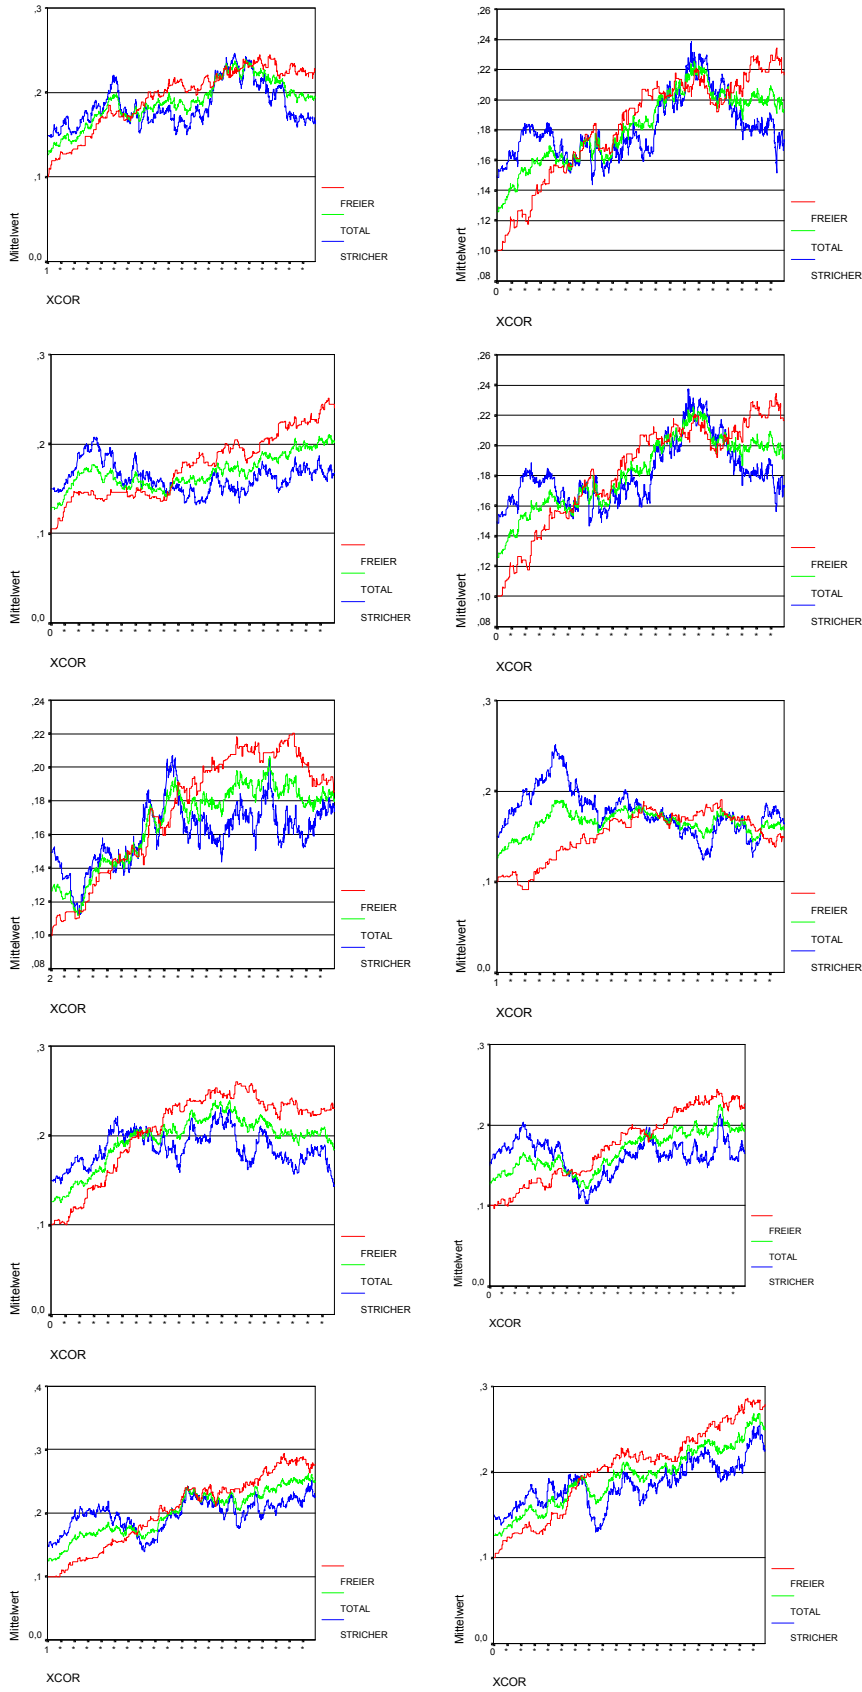 ,3
,2
,1
0,0
Mittelwert
1
* * * * * * * * * * * * * * * * * * *
XCOR
FREIER
TOTAL
STRICHER
,26
,24
,22
,20
,18
,16
,14
,12
,10
,08
Mittelwert
0
* * * * * * * * * * * * * * * * * * *
XCOR
FREIER
TOTAL
STRICHER
,3
,2
,1
0,0
Mittelwert
0
* * * * * * * * * * * * * * * * * * *
XCOR
FREIER
TOTAL
STRICHER
,26
,24
,22
,20
,18
,16
,14
,12
,10
,08
Mittelwert
0
* * * * * * * * * * * * * * * * * * *
XCOR
FREIER
TOTAL
STRICHER
,24
,22
,20
,18
,16
,14
,12
,10
,08
Mittelwert
2
* * * * * * * * * * * * * * * * * * *
XCOR
FREIER
TOTAL
STRICHER
,3
,2
,1
0,0
Mittelwert
1
* * * * * * * * * * * * * * * * * * *
XCOR
FREIER
TOTAL
STRICHER
,3
,2
,1
0,0
Mittelwert
0
* * * * * * * * * * * * * * * * * * *
XCOR
FREIER
TOTAL
STRICHER
,3
,2
,1
0,0
Mittelwert
0
* * * * * * * * * * * * * * * * * * *
XCOR
FREIER
TOTAL
STRICHER
,4
,3
,2
,1
0,0
Mittelwert
1
* * * * * * * * * * * * * * * * * * *
XCOR
FREIER
TOTAL
STRICHER
,3
,2
,1
0,0
Mittelwert
0
* * * * * * * * * * * * * * * * * * *
XCOR
FREIER
TOTAL
STRICHER